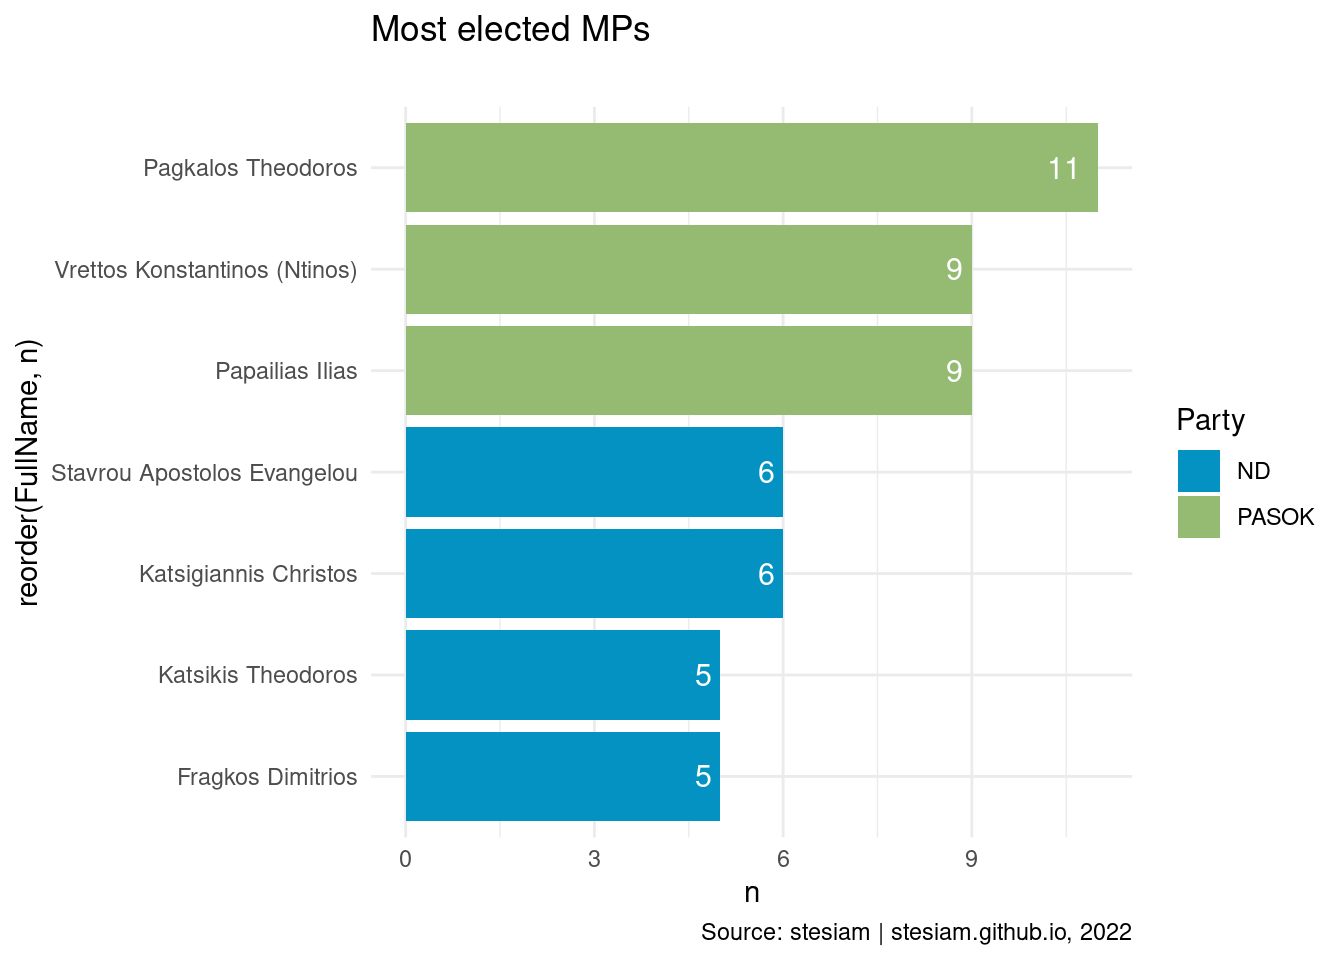 Most elected MPs
reorder(FullName, n)
Pagkalos Theodoros
11
Vrettos Konstantinos (Ntinos)
9
Papailias Ilias
9
Stavrou Apostolos Evangelou
6
Katsigiannis Christos
6
Katsikis Theodoros
5
Fragkos Dimitrios
5
0 3 6 9
n
Party
ND
PASOK
Source: stesiam | stesiam.github.io, 2022